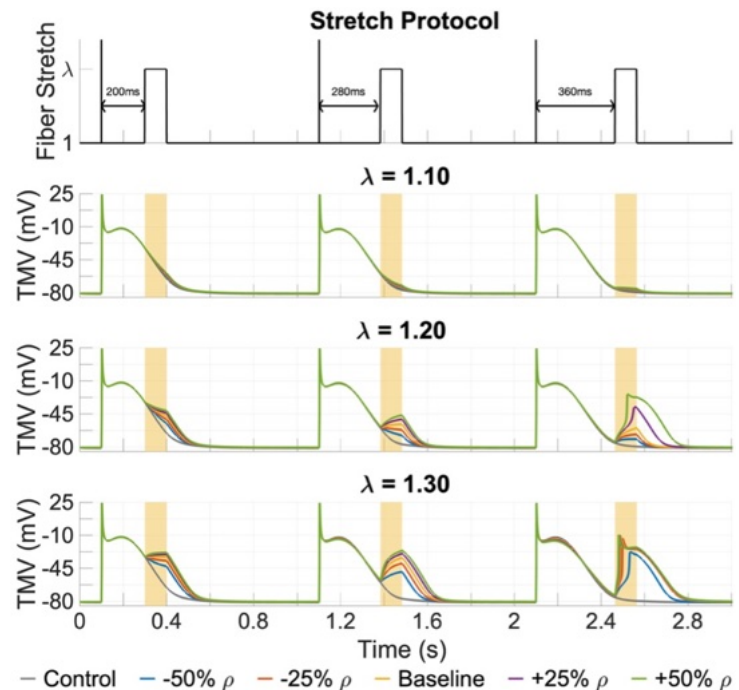 Stretch Protocol
Fiber Stretch
λ
1
200ms
280ms
360ms
λ = 1.10
TMV (mV)
25
-10
-45
-80
λ = 1.20
TMV (mV)
25
-10
-45
-80
λ = 1.30
TMV (mV)
25
-10
-45
-80
0 0.4 0.8 1.2 1.6 2 2.4 2.8
Time (s)
Control -50% ρ -25% ρ Baseline +25% ρ +50% ρ